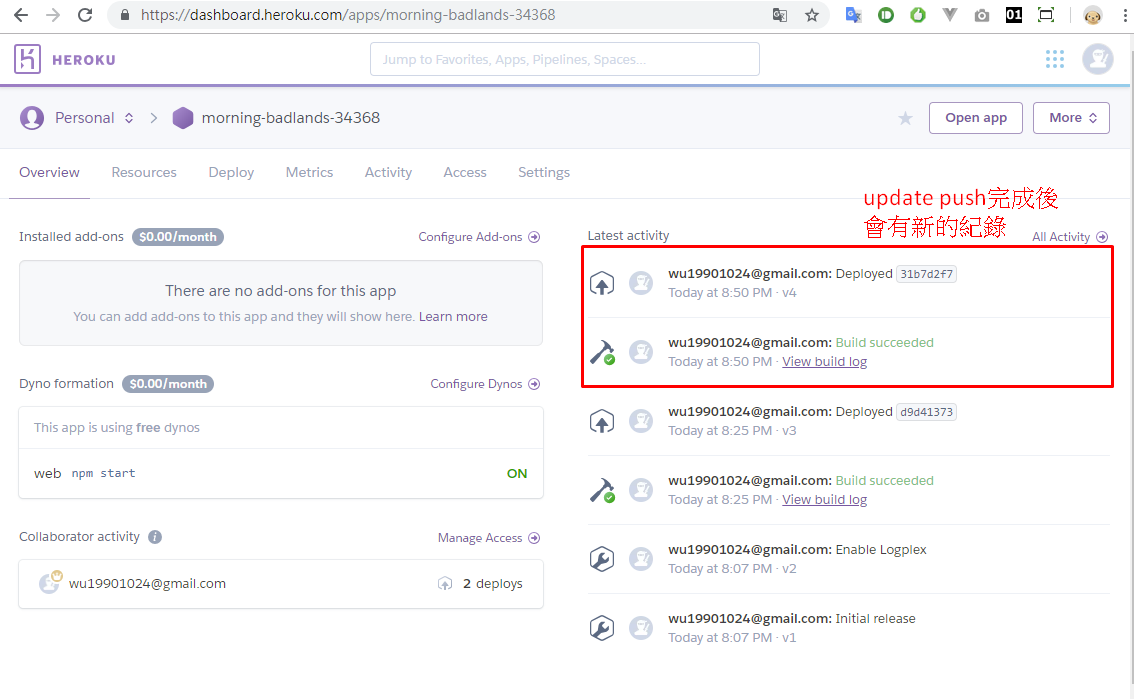 https://dashboard.heroku.com/apps/morning-badlands-34368
01
HEROKU
Jump to Favorites, Apps, Pipelines, Spaces...
Personal
morning-badlands-34368
Open app
More
Overview Resources Deploy Metrics Activity Access Settings
update push完成後
會有新的紀錄
Installed add-ons $0.00/month Configure Add-ons
There are no add-ons for this app
You can add add-ons to this app and they will show here. Learn more
Dyno formation $0.00/month Configure Dynos
This app is using free dynos
web npm start ON
Collaborator activity i Manage Access
wu19901024@gmail.com 2 deploys
Latest activity All Activity
wu19901024@gmail.com: Deployed 31b7d2f7
Today at 8:50 PM · v4
wu19901024@gmail.com: Build succeeded
Today at 8:50 PM · View build log
wu19901024@gmail.com: Deployed d9d41373
Today at 8:25 PM · v3
wu19901024@gmail.com: Build succeeded
Today at 8:25 PM · View build log
wu19901024@gmail.com: Enable Logplex
Today at 8:07 PM · v2
wu19901024@gmail.com: Initial release
Today at 8:07 PM · v1